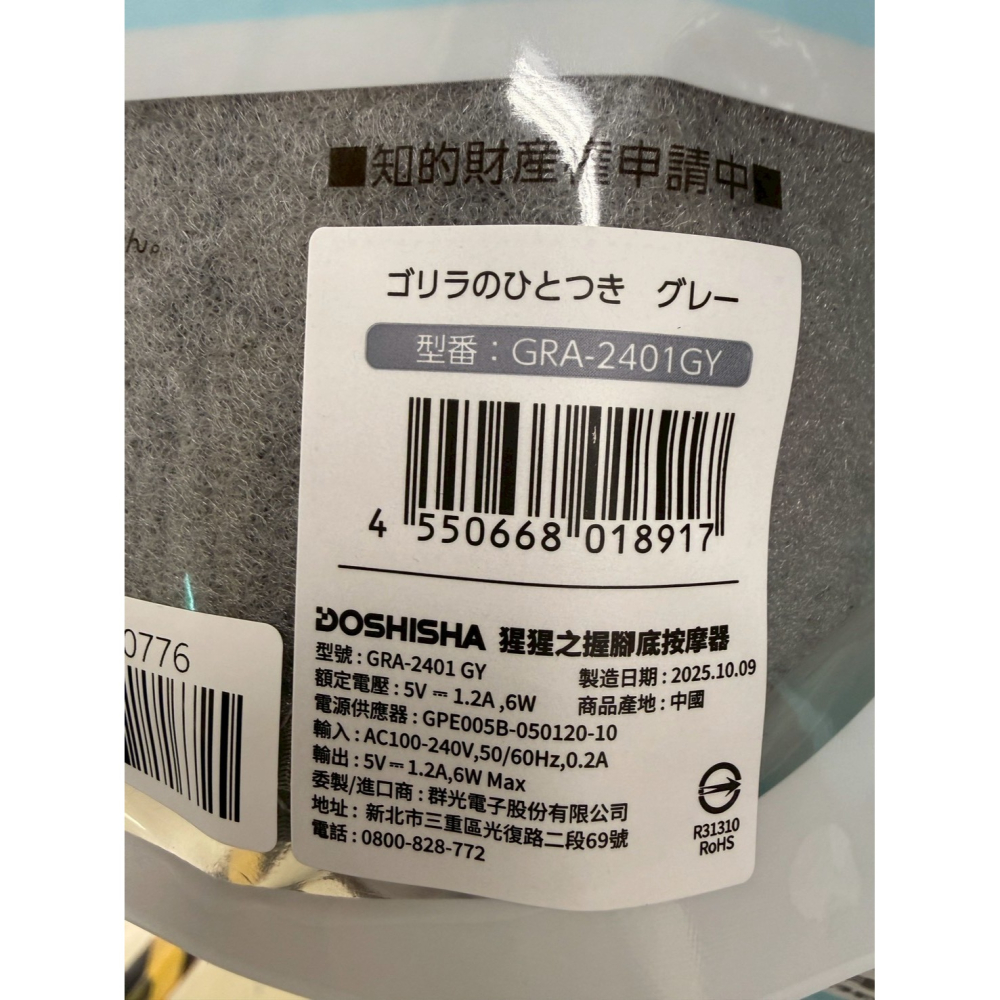 ■知的財産権申請中■
ん。
ゴリラのひとつき　グレー
型番：GRA-2401GY
4 550668 018917
0776
DOSHISHA 猩猩之握腳底按摩器
型號：GRA-2401 GY
製造日期：2025.10.09
額定電壓：5V⎓1.2A ,6W
商品產地：中國
電源供應器：GPE005B-050120-10
輸入：AC100-240V,50/60Hz,0.2A
輸出：5V⎓1.2A,6W Max
委製/進口商：群光電子股份有限公司
地址：新北市三重區光復路二段69號
電話：0800-828-772
R31310
RoHS